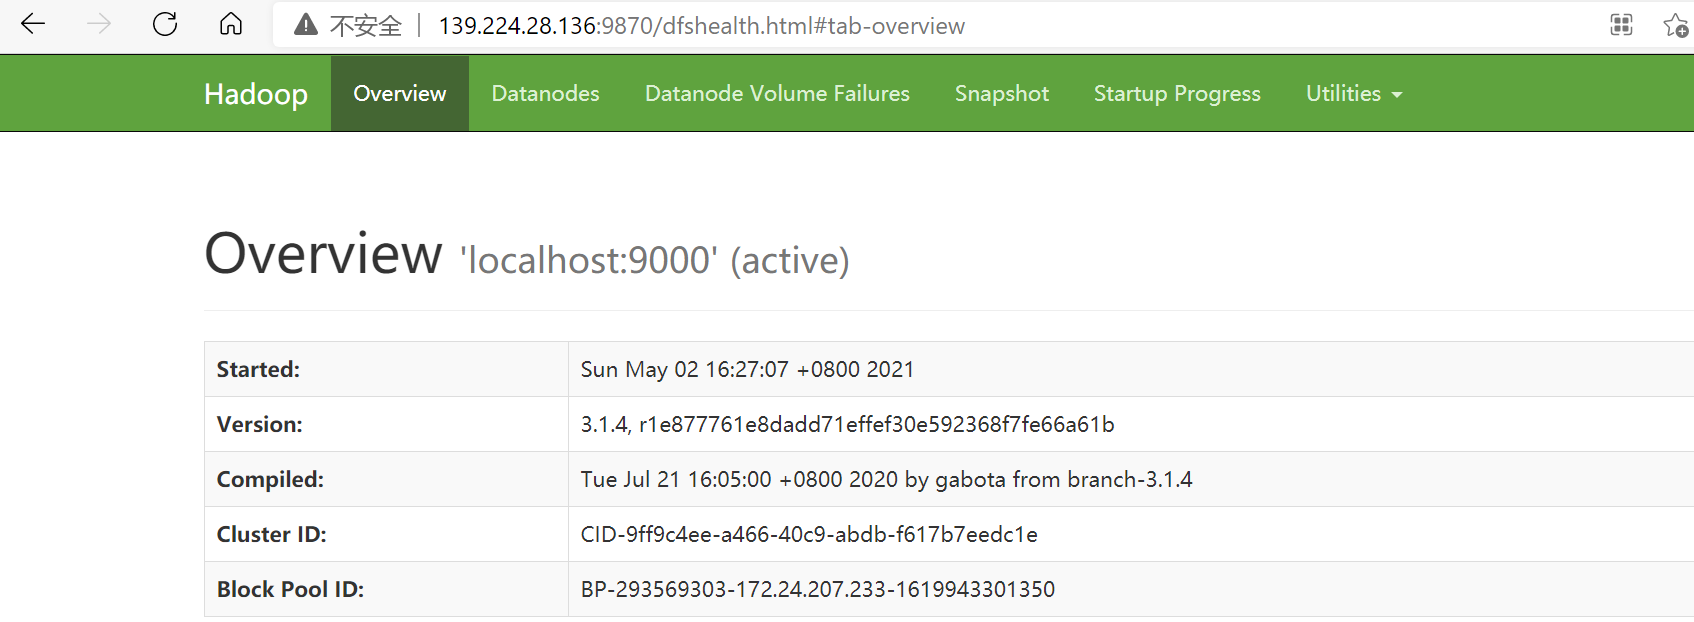 不安全 | 139.224.28.136:9870/dfshealth.html#tab-overview
Hadoop Overview Datanodes Datanode Volume Failures Snapshot Startup Progress Utilities
Overview 'localhost:9000' (active)
Started: Sun May 02 16:27:07 +0800 2021
Version: 3.1.4, r1e877761e8dadd71effef30e592368f7fe66a61b
Compiled: Tue Jul 21 16:05:00 +0800 2020 by gabota from branch-3.1.4
Cluster ID: CID-9ff9c4ee-a466-40c9-abdb-f617b7eedc1e
Block Pool ID: BP-293569303-172.24.207.233-1619943301350